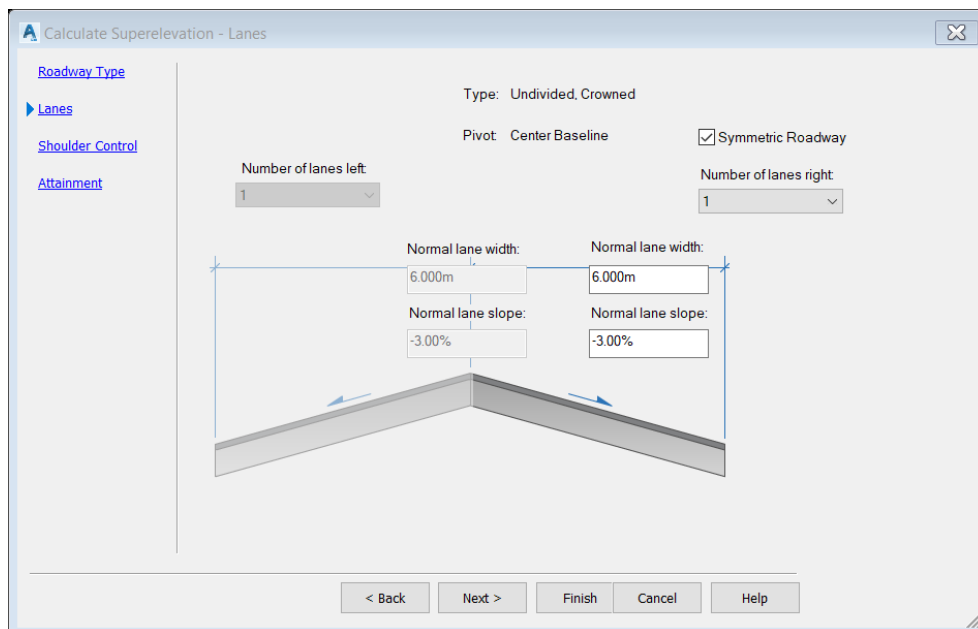 Calculate Superelevation - Lanes
Roadway Type
Lanes
Shoulder Control
Attainment
Type: Undivided, Crowned
Pivot: Center Baseline
Symmetric Roadway
Number of lanes left:
1
Number of lanes right:
1
Normal lane width:
6.000m
Normal lane slope:
-3.00%
Normal lane width:
6.000m
Normal lane slope:
-3.00%
< Back
Next >
Finish
Cancel
Help